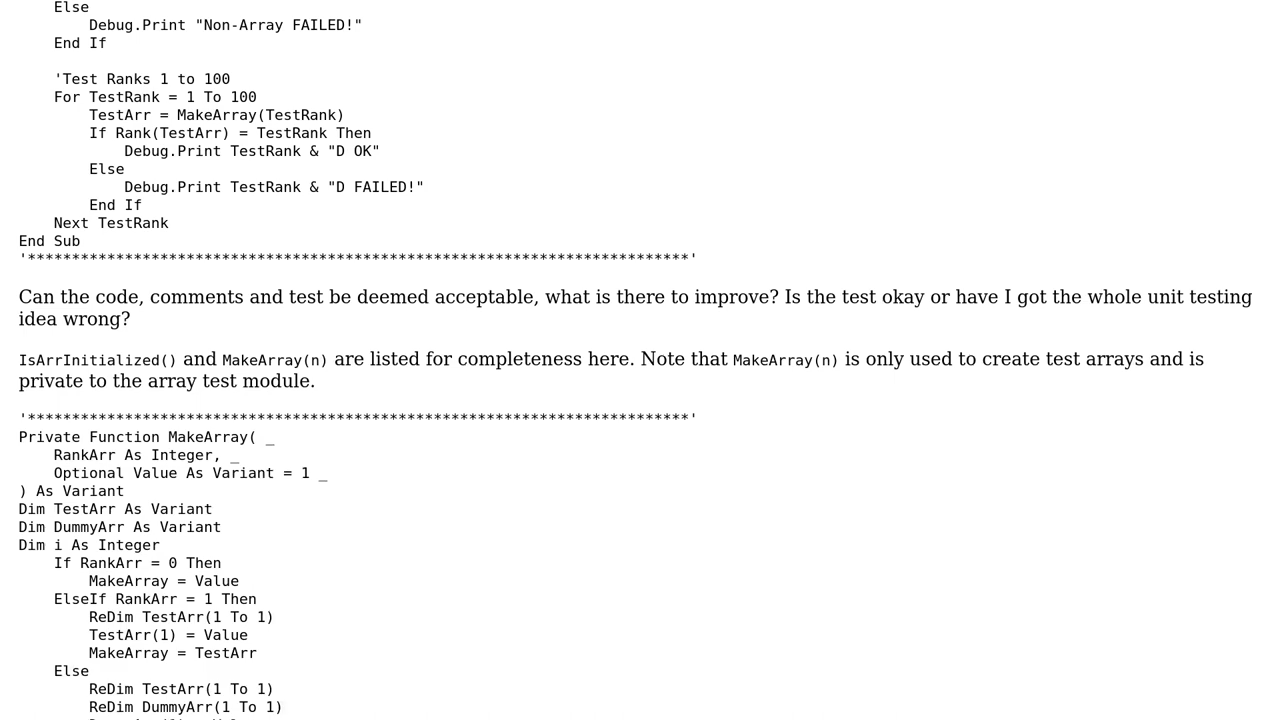 Else
        Debug.Print "Non-Array FAILED!"
    End If

    'Test Ranks 1 to 100
    For TestRank = 1 To 100
        TestArr = MakeArray(TestRank)
        If Rank(TestArr) = TestRank Then
            Debug.Print TestRank & "D OK"
        Else
            Debug.Print TestRank & "D FAILED!"
        End If
    Next TestRank
End Sub
'***************************************************************************'
Can the code, comments and test be deemed acceptable, what is there to improve? Is the test okay or have I got the whole unit testing
idea wrong?
IsArrInitialized() and MakeArray(n) are listed for completeness here. Note that MakeArray(n) is only used to create test arrays and is
private to the array test module.
'***************************************************************************'
Private Function MakeArray( _
    RankArr As Integer, _
    Optional Value As Variant = 1 _
) As Variant
Dim TestArr As Variant
Dim DummyArr As Variant
Dim i As Integer
    If RankArr = 0 Then
        MakeArray = Value
    ElseIf RankArr = 1 Then
        ReDim TestArr(1 To 1)
        TestArr(1) = Value
        MakeArray = TestArr
    Else
        ReDim TestArr(1 To 1)
        ReDim DummyArr(1 To 1)